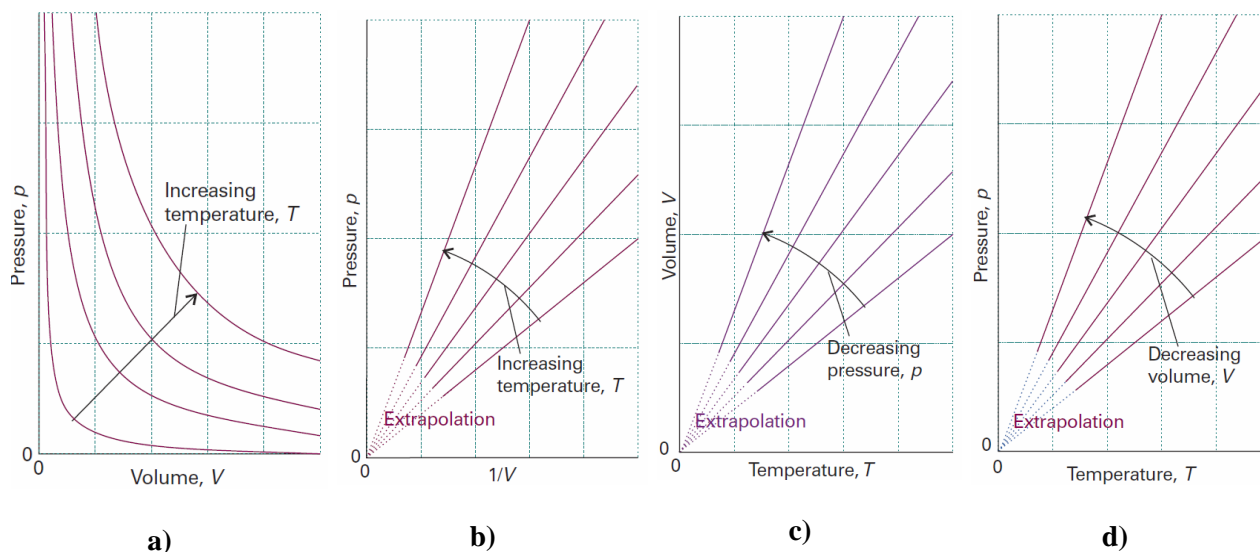 Pressure, p
Increasing
temperature, T
0
0
Volume, V
a)
Pressure, p
Increasing
temperature, T
Extrapolation
0
0
1/V
b)
Volume, V
Decreasing
pressure, p
Extrapolation
0
0
Temperature, T
c)
Pressure, p
Decreasing
volume, V
Extrapolation
0
0
Temperature, T
d)